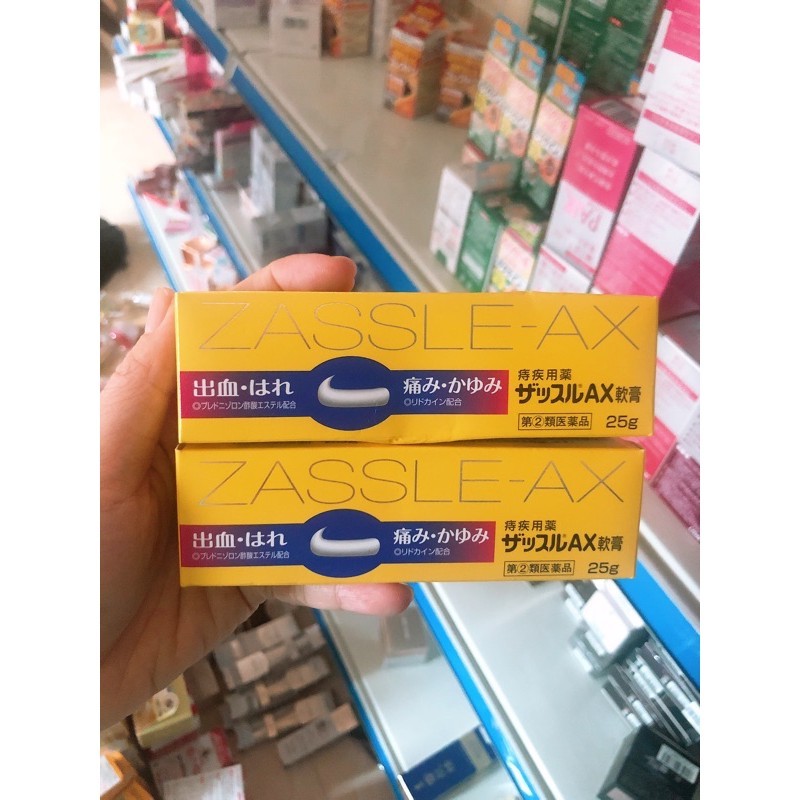 ZASSLE-AX
出血・はれ
◎プレドニゾロン酢酸エステル配合
痛み・かゆみ
◎リドカイン配合
痔疾用薬
ザッスル®AX軟膏
指②類医薬品 25g
ZASSLE-AX
出血・はれ
◎プレドニゾロン酢酸エステル配合
痛み・かゆみ
◎リドカイン配合
痔疾用薬
ザッスル®AX軟膏
指②類医薬品 25g